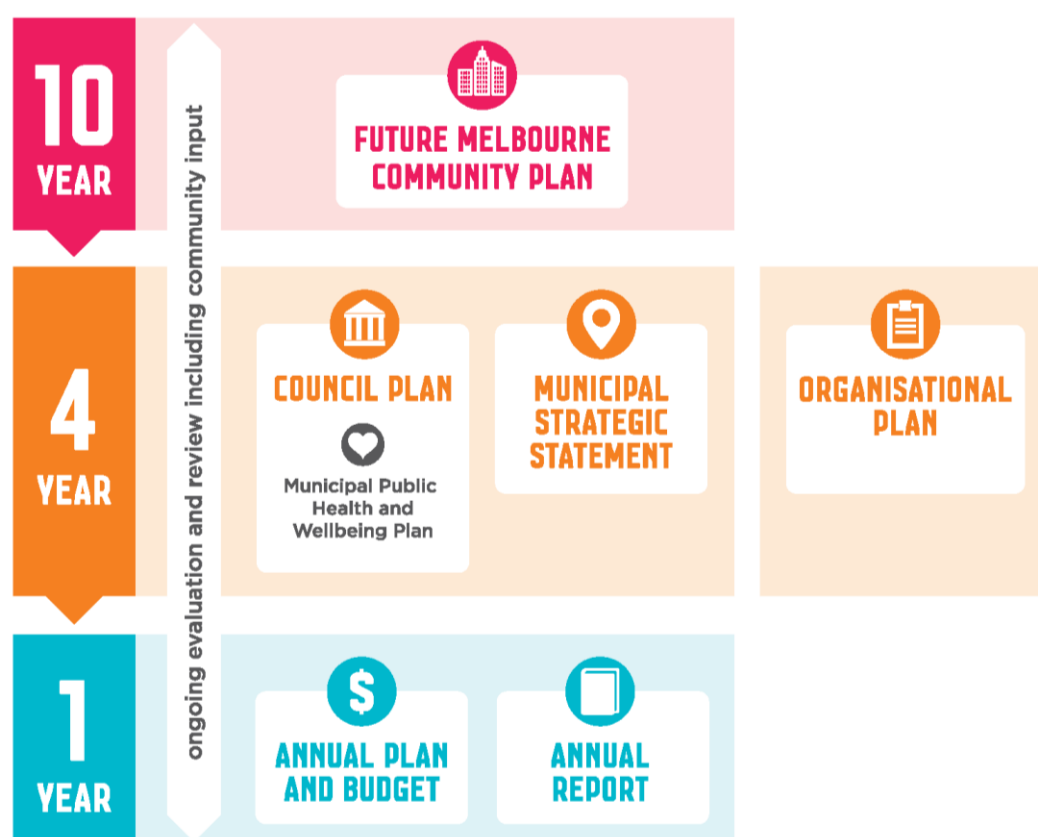 10
YEAR
ongoing evaluation and review including community input
FUTURE MELBOURNE
COMMUNITY PLAN
4
YEAR
COUNCIL PLAN
Municipal Public
Health and
Wellbeing Plan
MUNICIPAL
STRATEGIC
STATEMENT
ORGANISATIONAL
PLAN
1
YEAR
$
ANNUAL PLAN
AND BUDGET
ANNUAL
REPORT